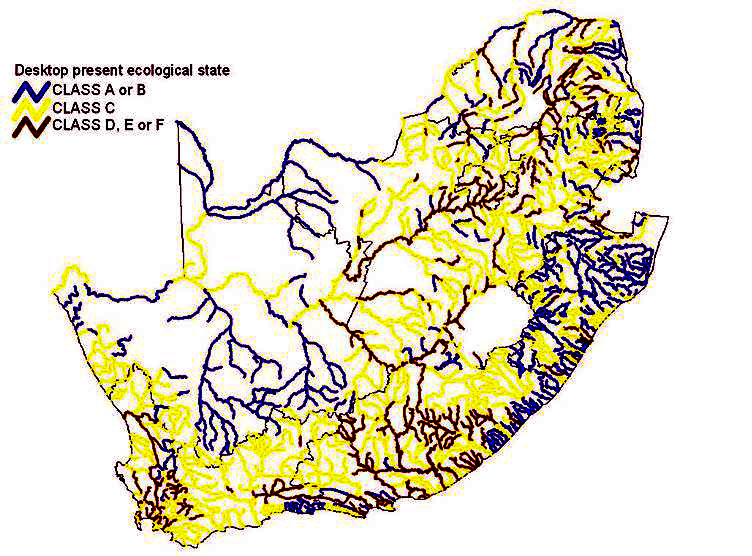 Desktop present ecological state
CLASS A or B
CLASS C
CLASS D, E or F